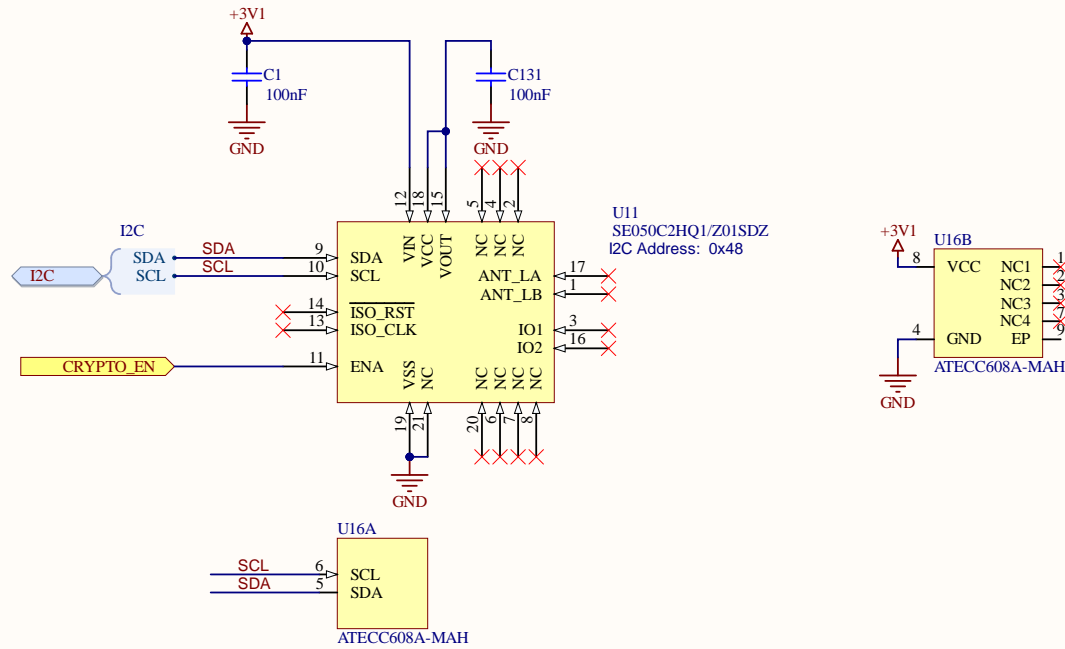 +3V1
C1
100nF
GND
C131
100nF
GND
12
18
15
5
4
2
VIN
VCC
VOUT
NC
NC
NC
U11
SE050C2HQ1/Z01SDZ
I2C Address: 0x48
I2C
SDA
SCL
I2C
SDA
SCL
9
10
SDA
SCL
14
13
ISO_RST
ISO_CLK
CRYPTO_EN
11
ENA
ANT_LA
ANT_LB
17
1
IO1
IO2
3
16
VSS
NC
NC
NC
NC
NC
19
21
20
6
7
8
GND
+3V1
U16B
8
VCC
4
GND
NC1
NC2
NC3
NC4
EP
1
2
3
7
9
ATECC608A-MAH
GND
U16A
SCL
SDA
6
5
SCL
SDA
ATECC608A-MAH